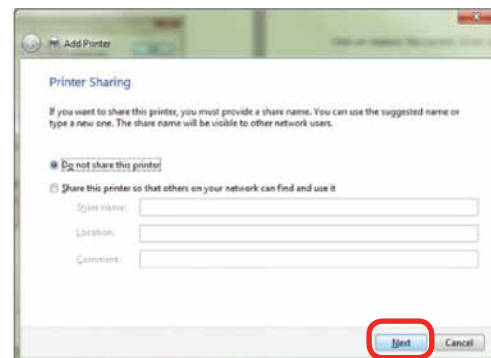 Add Printer
Printer Sharing
If you want to share this printer, you must provide a share name. You can use the suggested name or
type a new one. The share name will be visible to other network users.
Do not share this printer
Share this printer so that others on your network can find and use it
Share name:
Location:
Comment:
Next Cancel